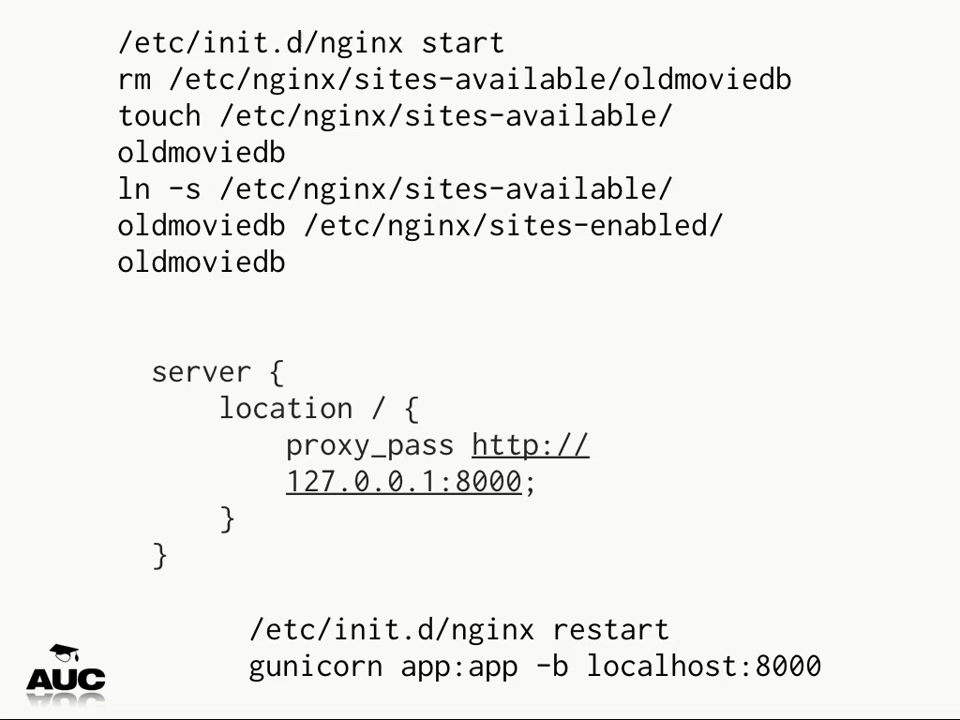 /etc/init.d/nginx start
rm /etc/nginx/sites-available/oldmoviedb
touch /etc/nginx/sites-available/
oldmoviedb
ln -s /etc/nginx/sites-available/
oldmoviedb /etc/nginx/sites-enabled/
oldmoviedb
server {
location / {
proxy_pass http://
127.0.0.1:8000;
}
}
/etc/init.d/nginx restart
gunicorn app:app -b localhost:8000
AUC